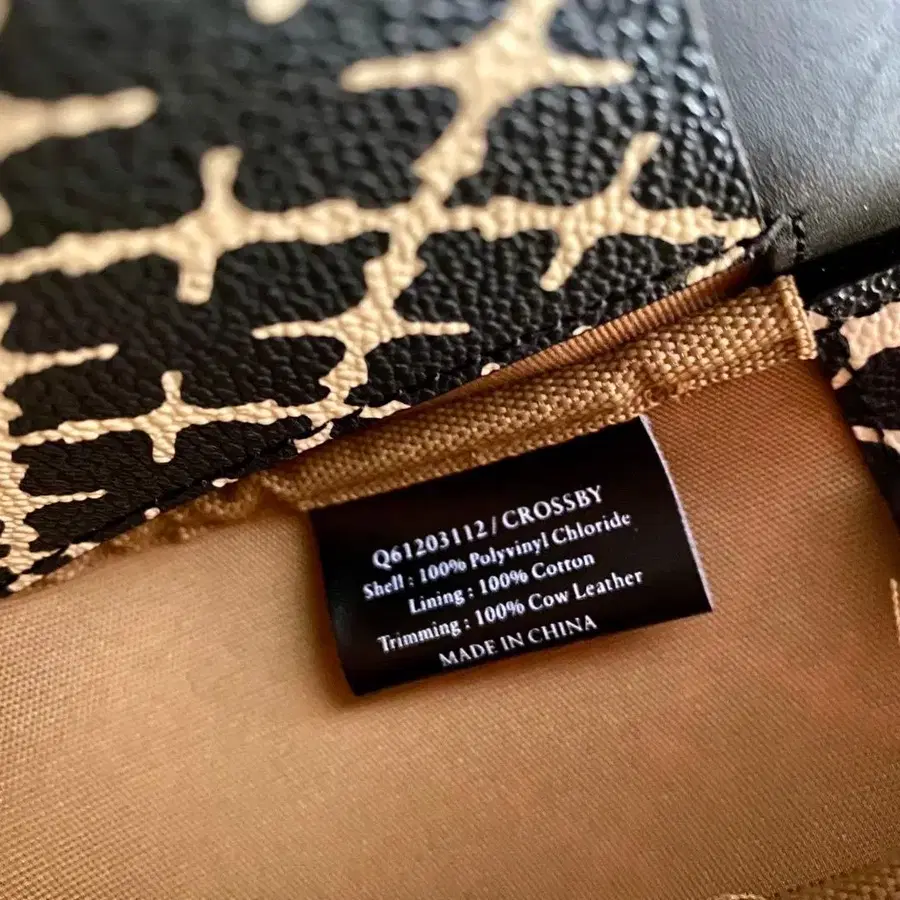 Q61203112 / CROSSBY
Shell : 100% Polyvinyl Chloride
Lining : 100% Cotton
Trimming : 100% Cow Leather
MADE IN CHINA